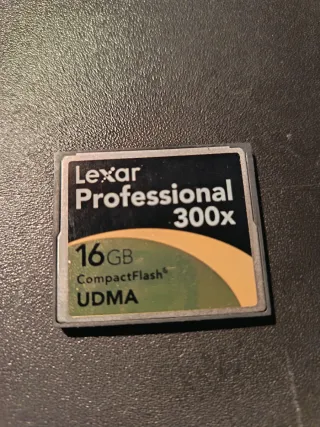 Lexar
Professional
300x
16GB
CompactFlash®
UDMA